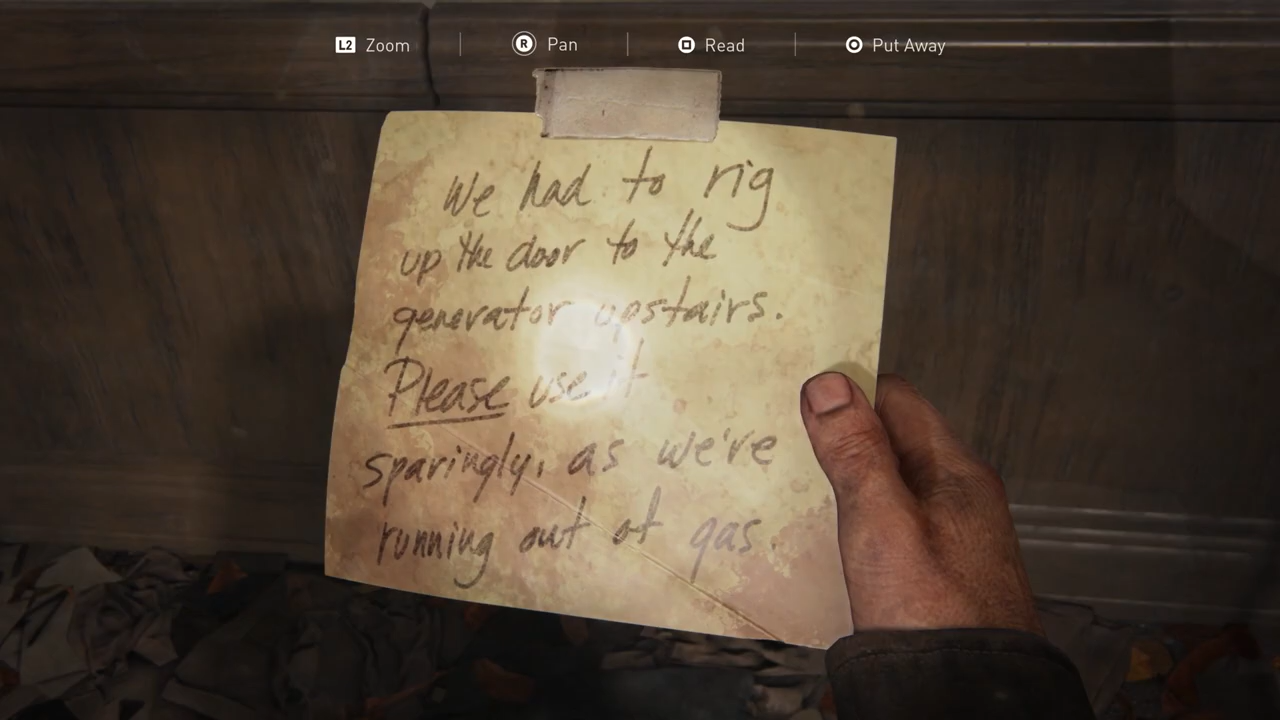 L2 Zoom | R Pan | Read | Put Away
We had to rig
up the door to the
generator upstairs.
Please use it
sparingly, as we're
running out of gas.